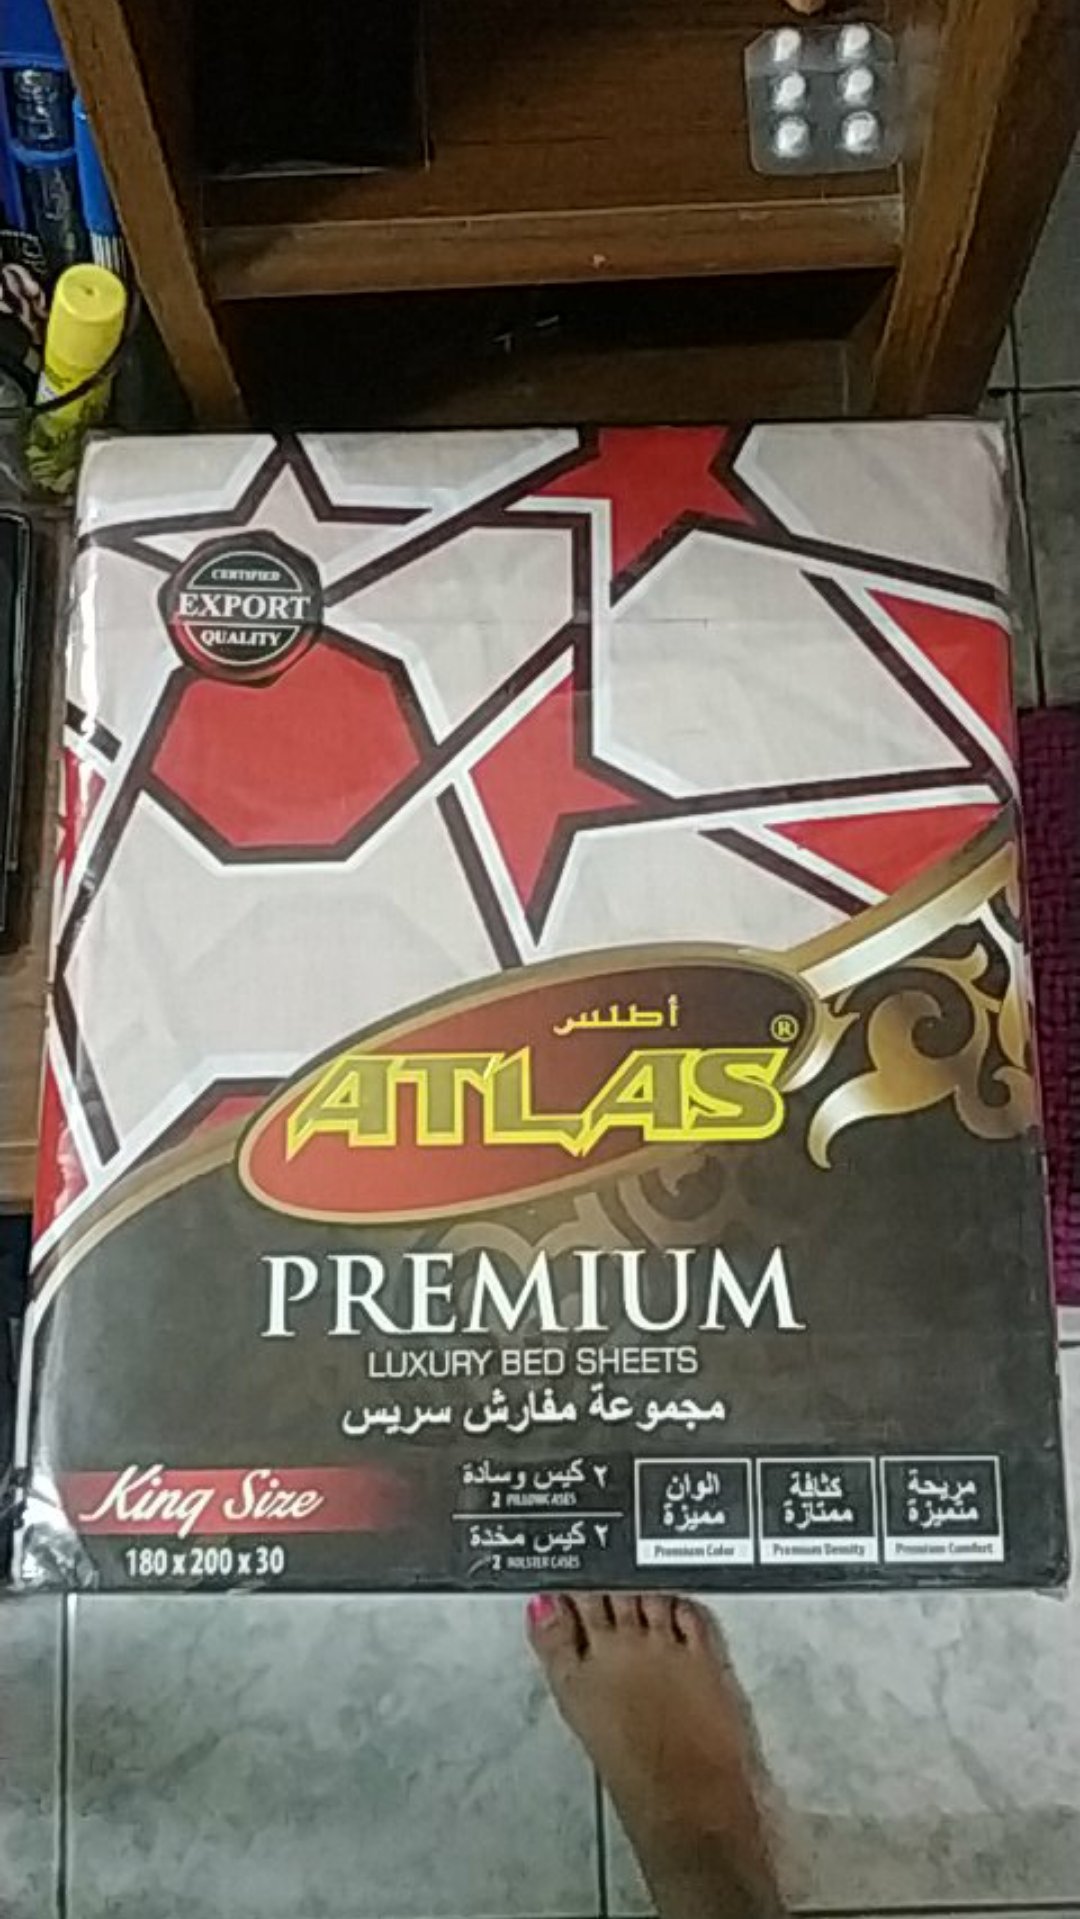 CERTIFIED
EXPORT
QUALITY
أطلس
ATLAS®
PREMIUM
LUXURY BED SHEETS
مجموعة مفارش سريس
King Size
180 x 200 x 30
٢ كيس وسادة
2 PILLOWCASES
٢ كيس مخدة
2 BOLSTER CASES
الوان
مميزة
Premium Color
كثافة
ممتازة
Premium Density
مريحة
متميزة
Premium Comfort